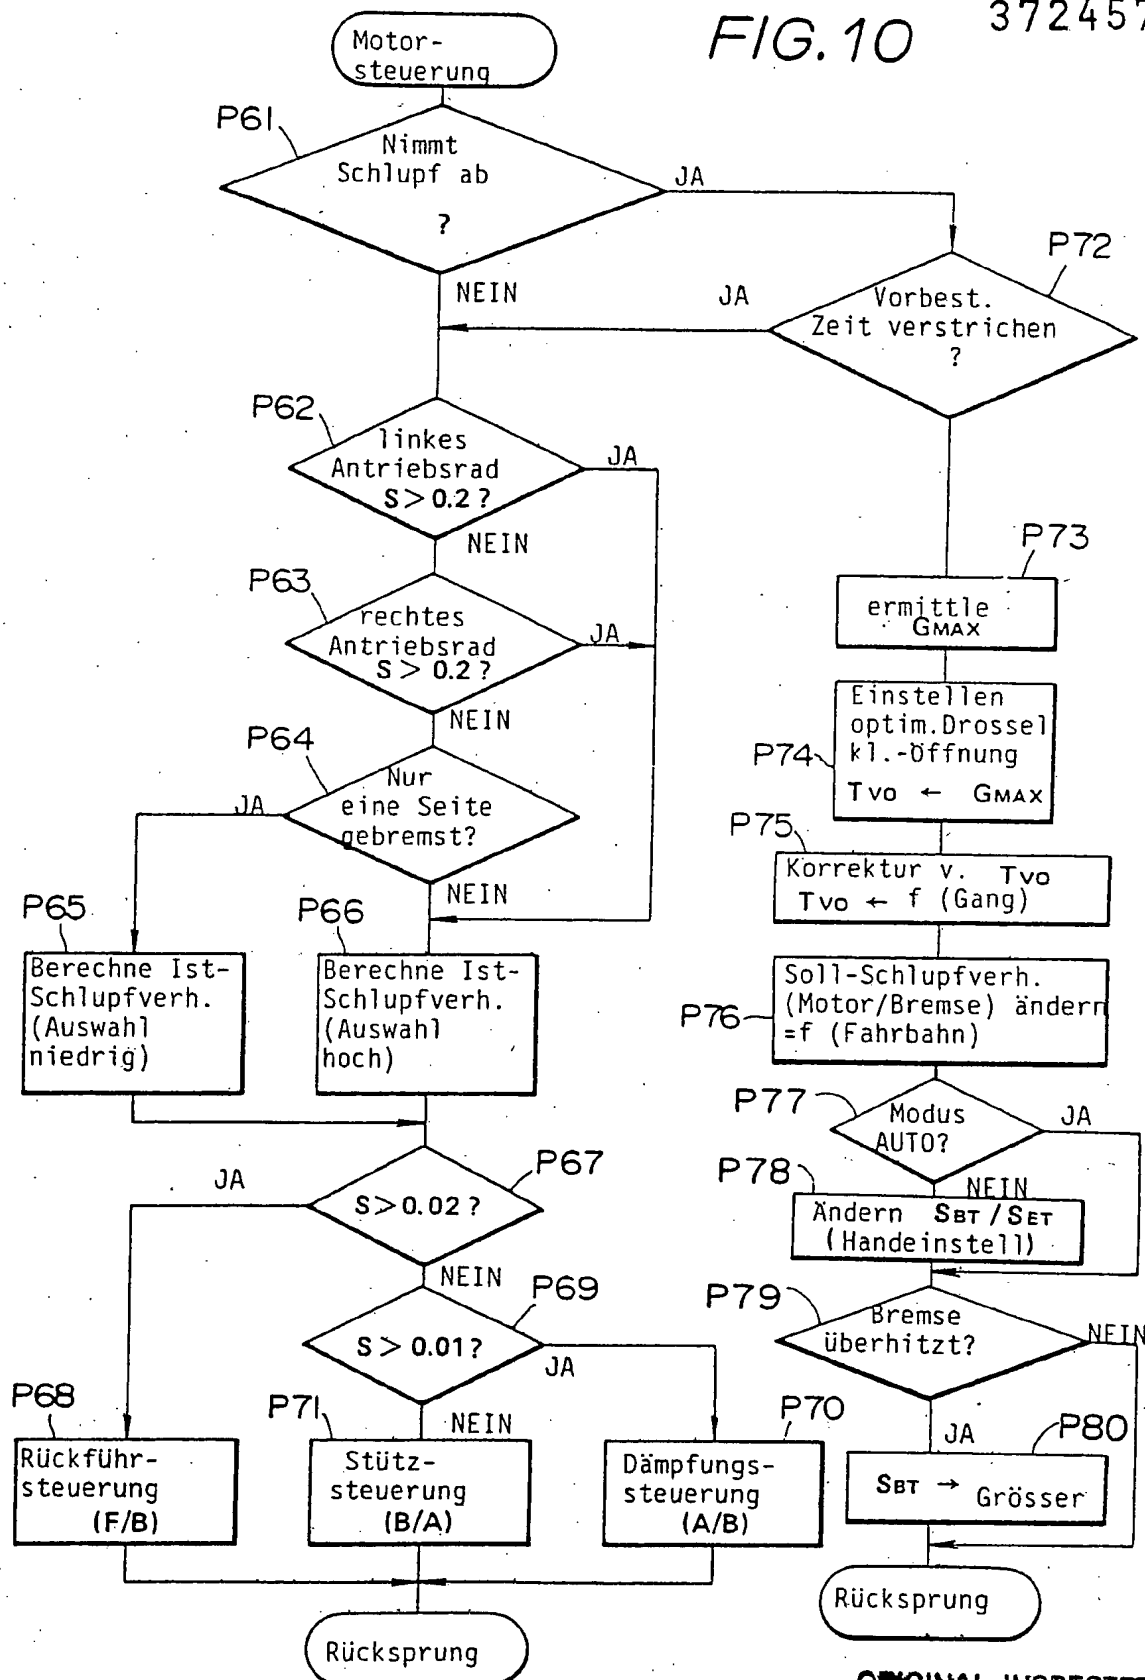 FIG. 10
372457
Motor-
steuerung
P61
Nimmt
Schlupf ab
?
JA
NEIN
P72
Vorbest.
Zeit verstrichen
?
JA
P62
linkes
Antriebsrad
S > 0.2 ?
JA
NEIN
P63
rechtes
Antriebsrad
S > 0.2 ?
JA
NEIN
P64
Nur
eine Seite
gebremst?
JA
NEIN
P65
Berechne Ist-
Schlupfverh.
(Auswahl
niedrig)
P66
Berechne Ist-
Schlupfverh.
(Auswahl
hoch)
P67
S > 0.02 ?
JA
NEIN
P69
S > 0.01 ?
JA
NEIN
P68
Rückführ-
steuerung
(F/B)
P71
Stütz-
steuerung
(B/A)
P70
Dämpfungs-
steuerung
(A/B)
Rücksprung
P73
ermittle
GMAX
P74
Einstellen
optim.Drossel
kl.-Öffnung
TVO ← GMAX
P75
Korrektur v. TVO
TVO ← f (Gang)
P76
Soll-Schlupfverh.
(Motor/Bremse) ändern
=f (Fahrbahn)
P77
Modus
AUTO?
JA
NEIN
P78
Ändern SBT / SET
(Handeinstell)
P79
Bremse
überhitzt?
NEIN
JA
P80
SBT → Grösser
Rücksprung
ORIGINAL INSPECTED